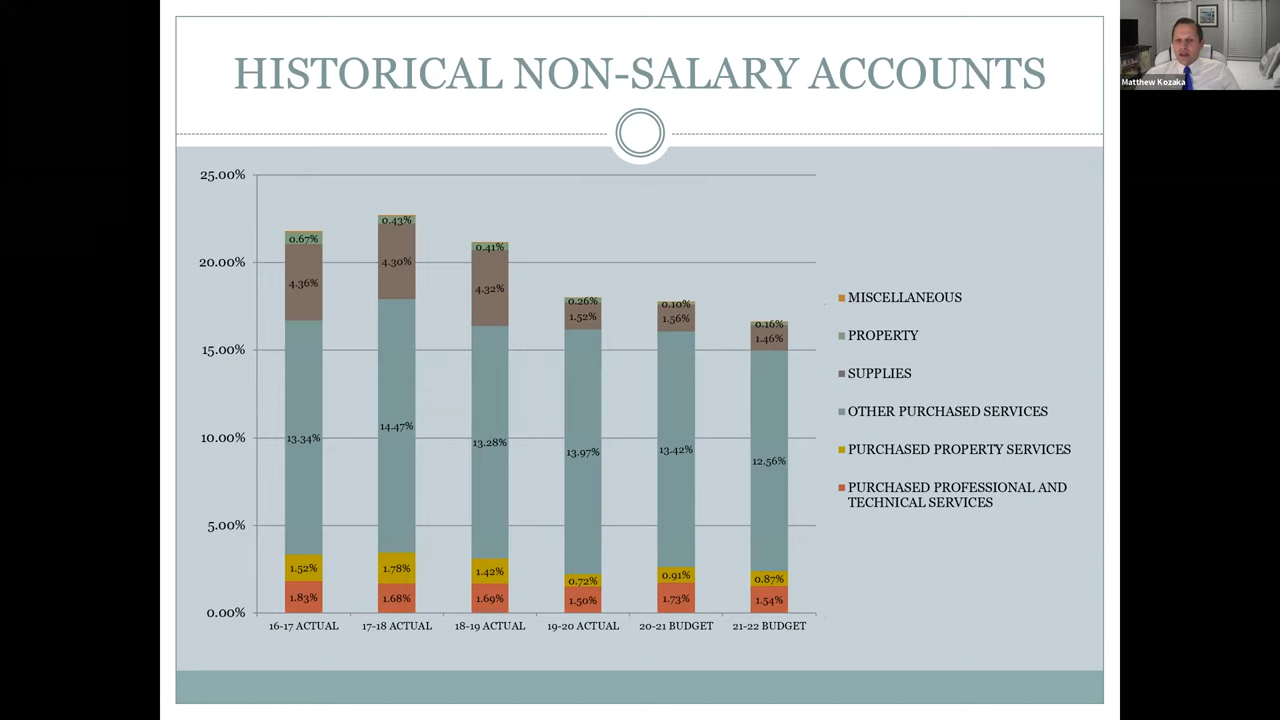 HISTORICAL NON-SALARY ACCOUNTS
Matthew Kozaka
25.00%
20.00%
15.00%
10.00%
5.00%
0.00%
0.67%
4.36%
13.34%
1.52%
1.83%
0.43%
4.30%
14.47%
1.78%
1.68%
0.41%
4.32%
13.28%
1.42%
1.69%
0.26%
1.52%
13.97%
0.72%
1.50%
0.10%
1.56%
13.42%
0.91%
1.73%
0.16%
1.46%
12.56%
0.87%
1.54%
16-17 ACTUAL
17-18 ACTUAL
18-19 ACTUAL
19-20 ACTUAL
20-21 BUDGET
21-22 BUDGET
MISCELLANEOUS
PROPERTY
SUPPLIES
OTHER PURCHASED SERVICES
PURCHASED PROPERTY SERVICES
PURCHASED PROFESSIONAL AND
TECHNICAL SERVICES